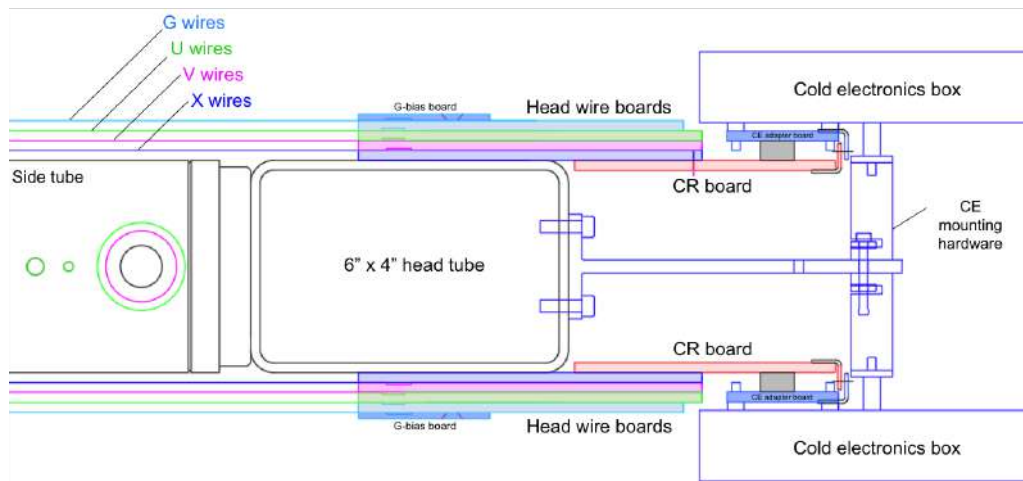 G wires
U wires
V wires
X wires
G-bias board
Head wire boards
Cold electronics box
CE adapter board
Side tube
CR board
CE
mounting
hardware
6” x 4” head tube
CR board
CE adapter board
G-bias board
Head wire boards
Cold electronics box